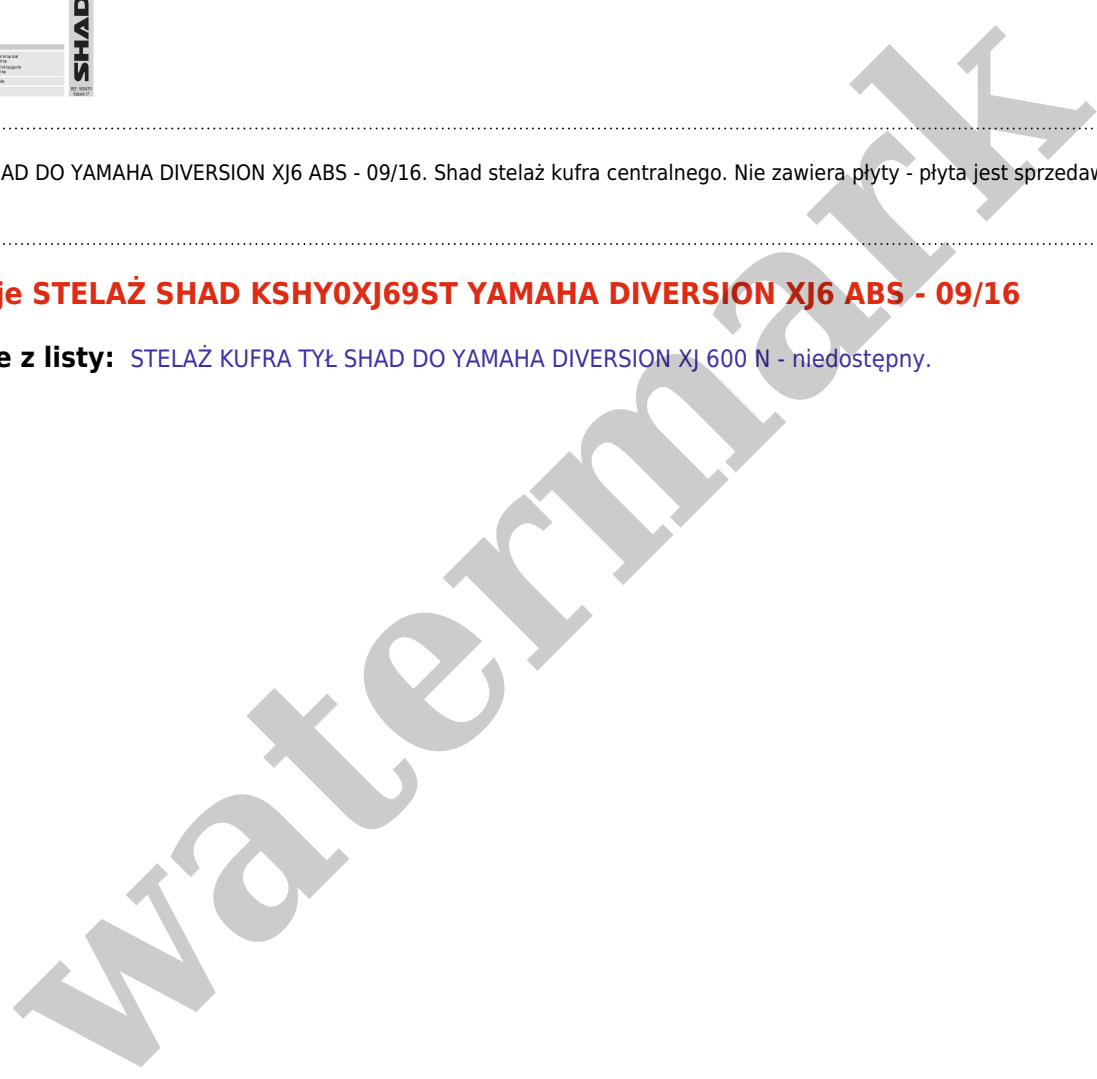 SHAD
AD DO YAMAHA DIVERSION XJ6 ABS - 09/16. Shad stelaż kufra centralnego. Nie zawiera płyty - płyta jest sprzedaw
je STELAŻ SHAD KSHY0XJ69ST YAMAHA DIVERSION XJ6 ABS - 09/16
e z listy: STELAŻ KUFRA TYŁ SHAD DO YAMAHA DIVERSION XJ 600 N - niedostępny.
watermark